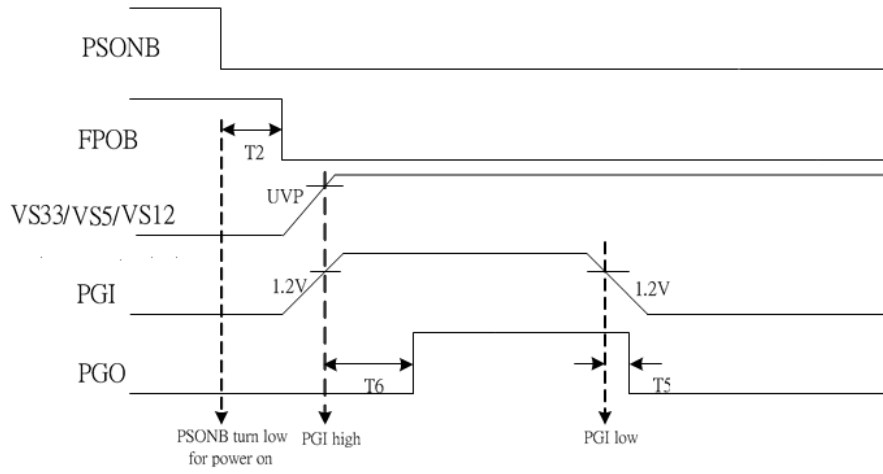 PSONB
FPOB
T2
UVP
VS33/VS5/VS12
1.2V
PGI
1.2V
PGO
T6
T5
PSONB turn low
for power on
PGI high
PGI low